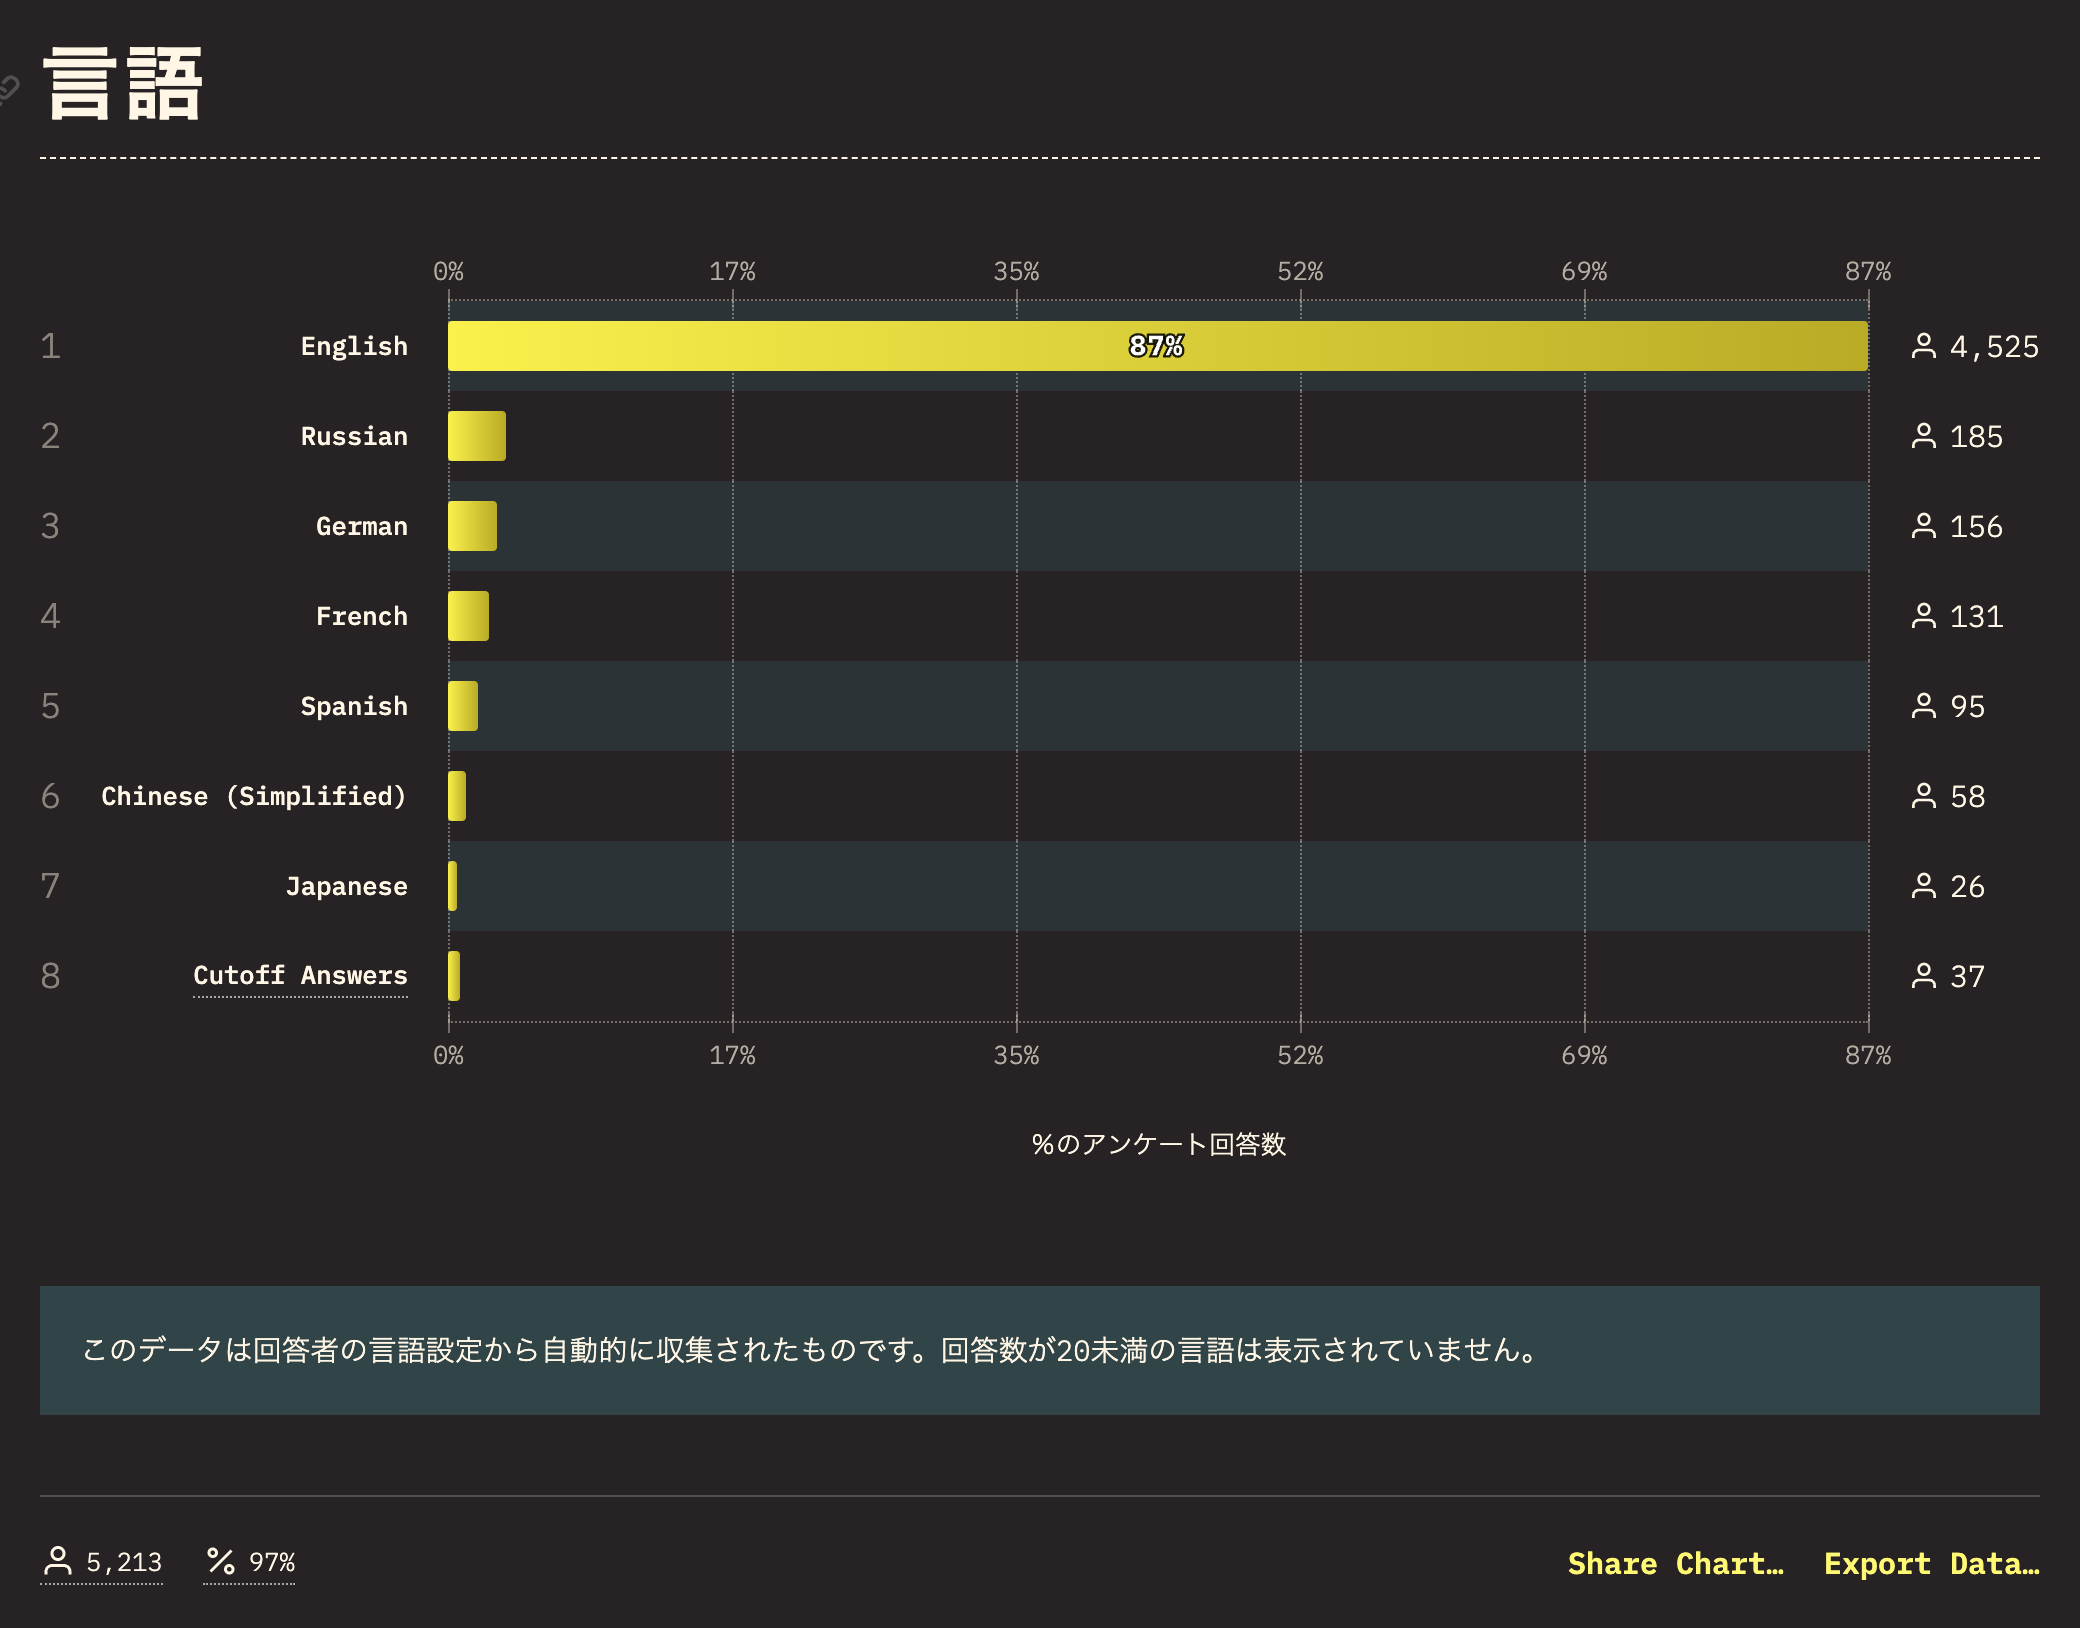 言語
0% 17% 35% 52% 69% 87%
1 English 87% 4,525
2 Russian 185
3 German 156
4 French 131
5 Spanish 95
6 Chinese (Simplified) 58
7 Japanese 26
8 Cutoff Answers 37
0% 17% 35% 52% 69% 87%
%のアンケート回答数
このデータは回答者の言語設定から自動的に収集されたものです。回答数が20未満の言語は表示されていません。
5,213 % 97% Share Chart… Export Data…